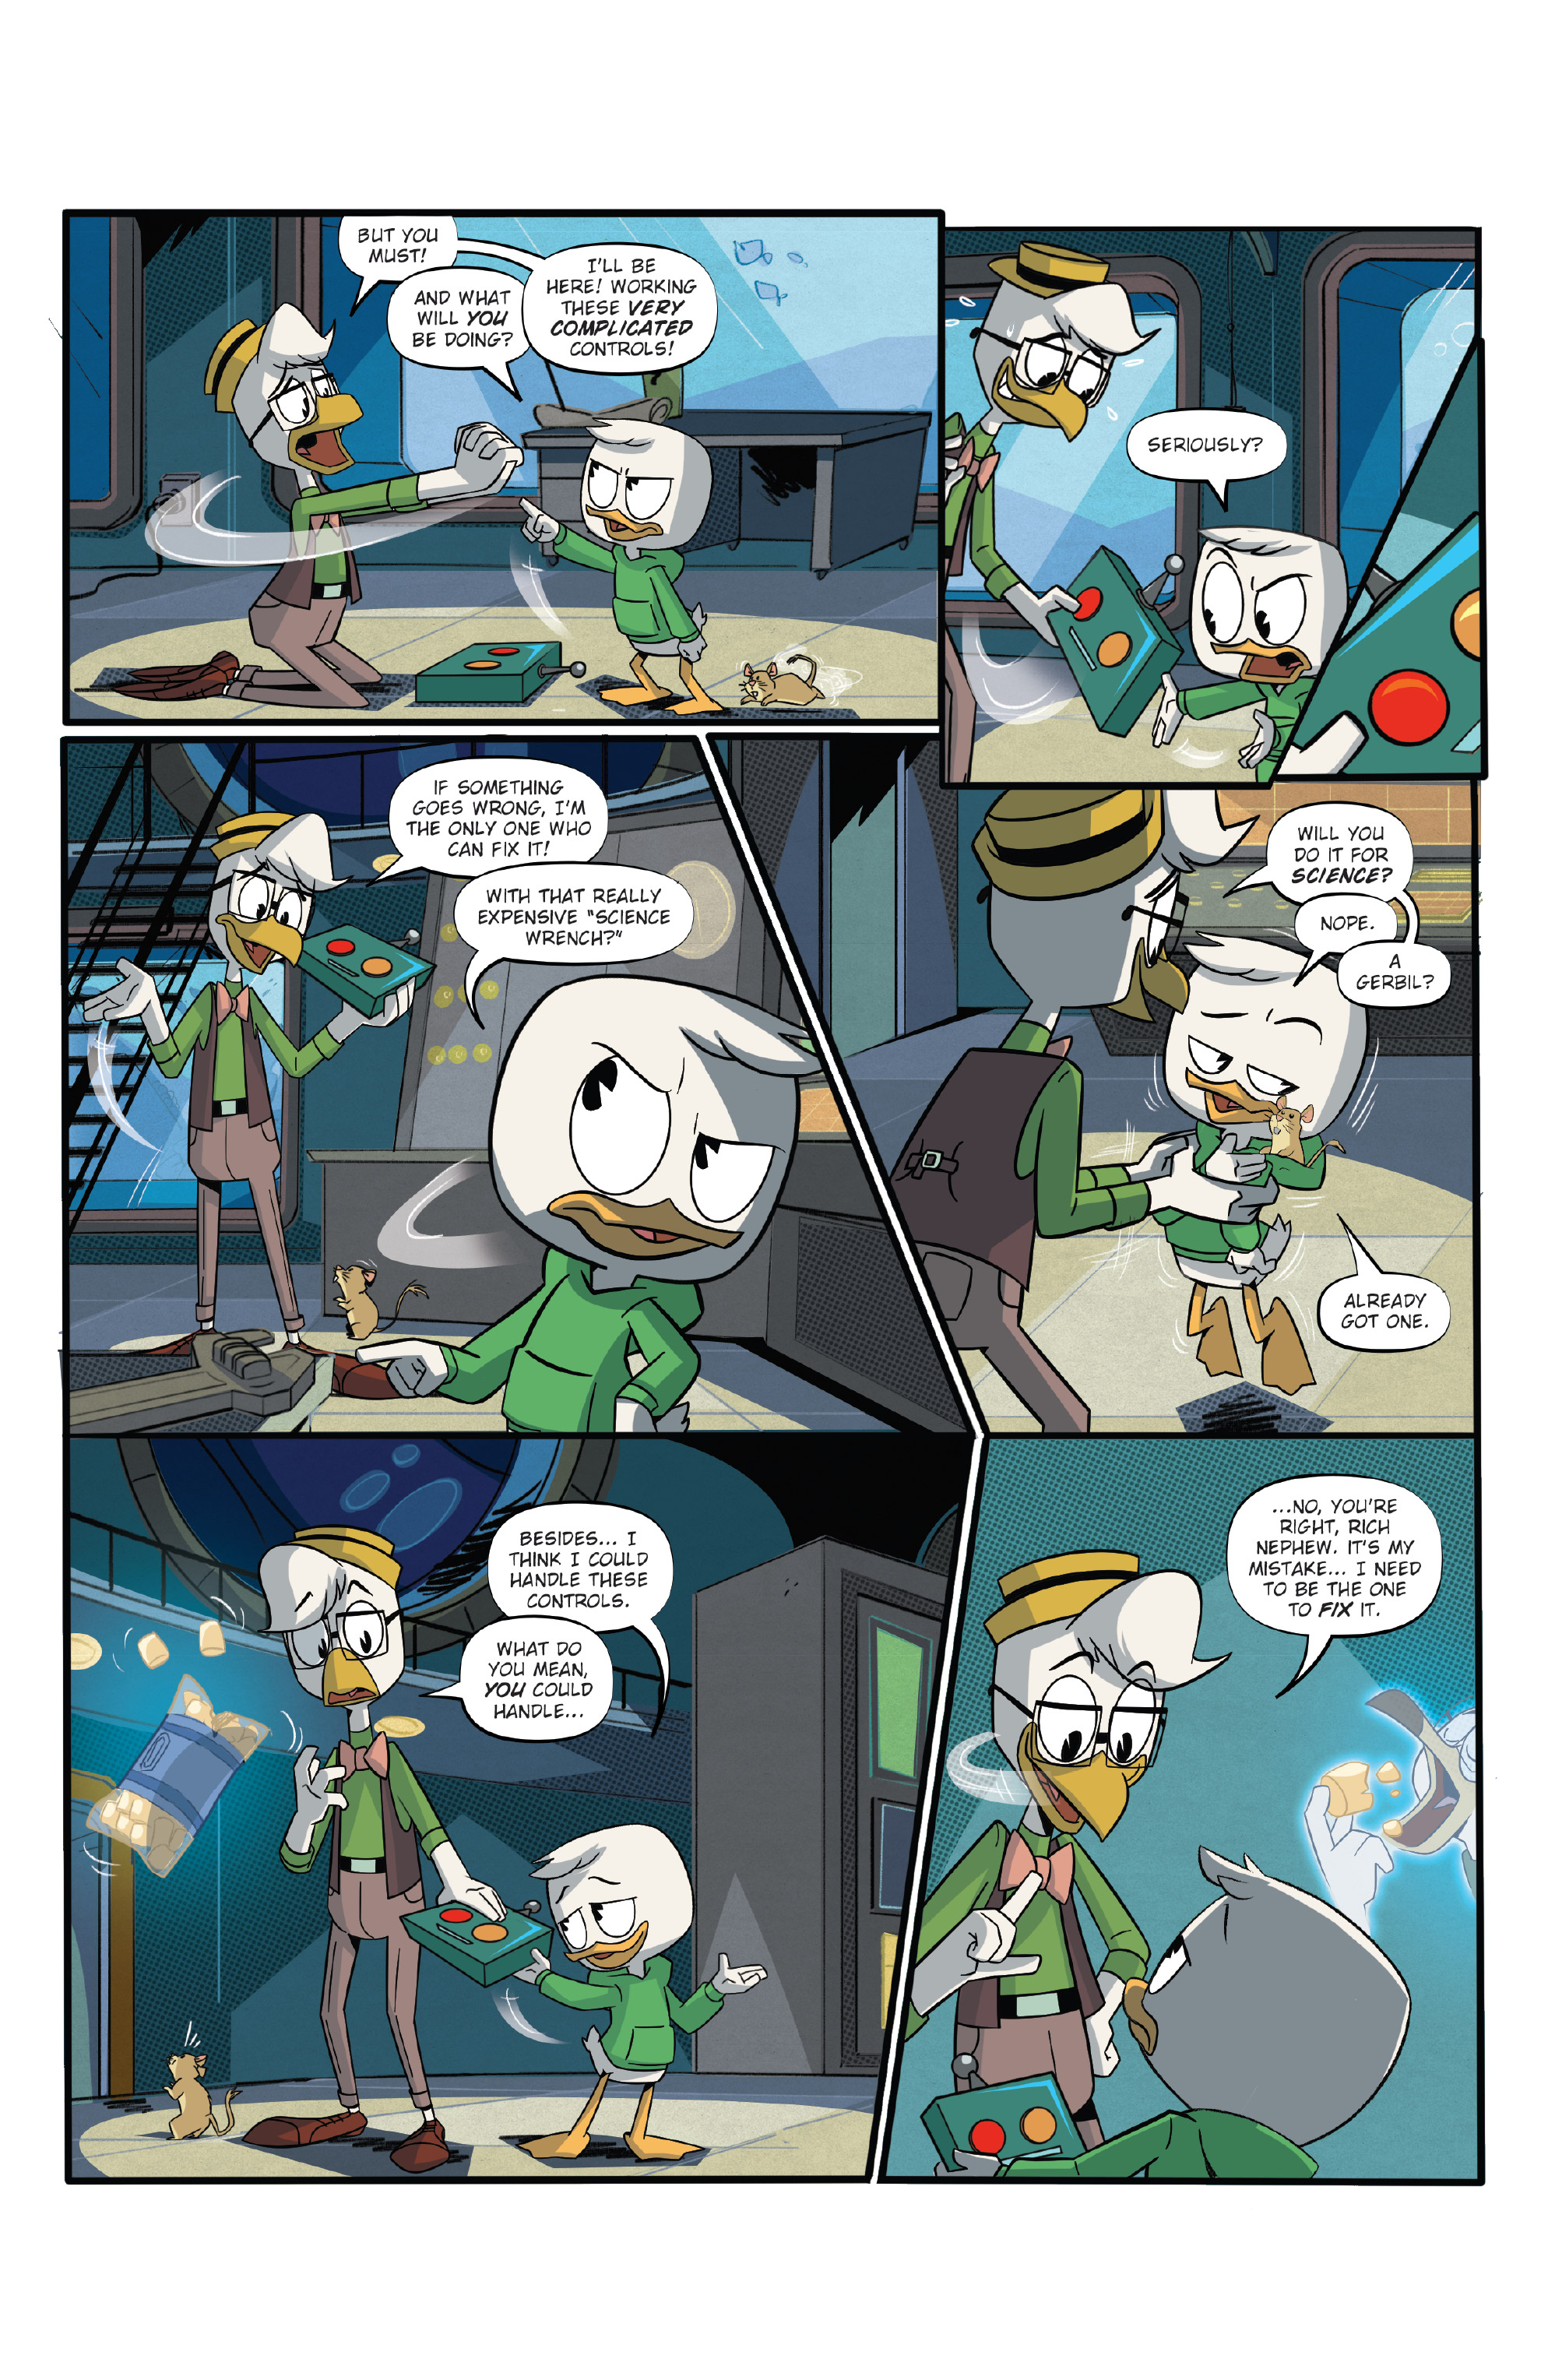 BUT YOU
MUST!
AND WHAT
WILL YOU
BE DOING?
I'LL BE
HERE! WORKING
THESE VERY
COMPLICATED
CONTROLS!
SERIOUSLY?
IF SOMETHING
GOES WRONG, I'M
THE ONLY ONE WHO
CAN FIX IT!
WITH THAT REALLY
EXPENSIVE "SCIENCE
WRENCH?"
WILL YOU
DO IT FOR
SCIENCE?
NOPE.
A
GERBIL?
ALREADY
GOT ONE.
BESIDES... I
THINK I COULD
HANDLE THESE
CONTROLS.
WHAT DO
YOU MEAN,
YOU COULD
HANDLE...
...NO, YOU'RE
RIGHT, RICH
NEPHEW. IT'S MY
MISTAKE... I NEED
TO BE THE ONE
TO FIX IT.